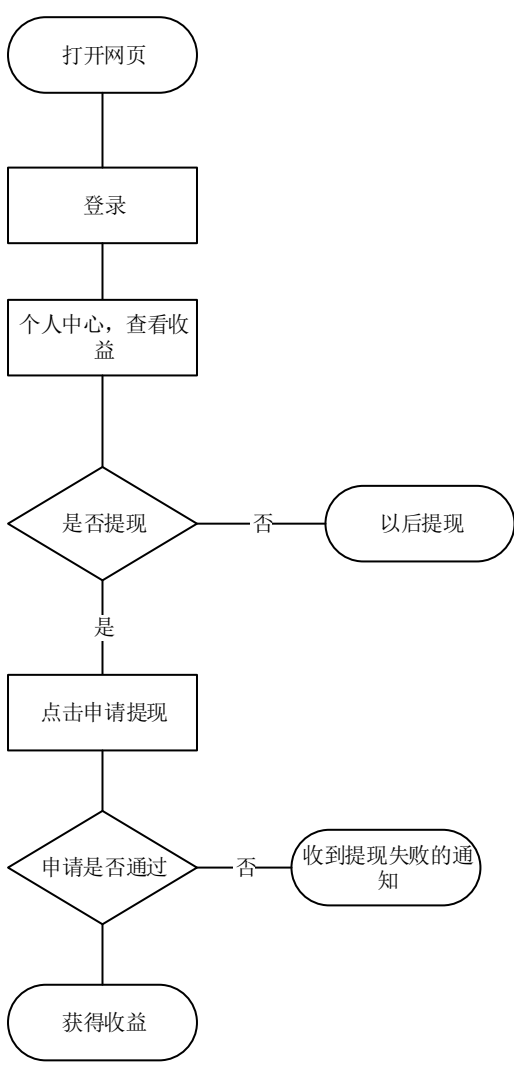 打开网页
登录
个人中心，查看收
益
是否提现
否
以后提现
是
点击申请提现
申请是否通过
否
收到提现失败的通
知
获得收益